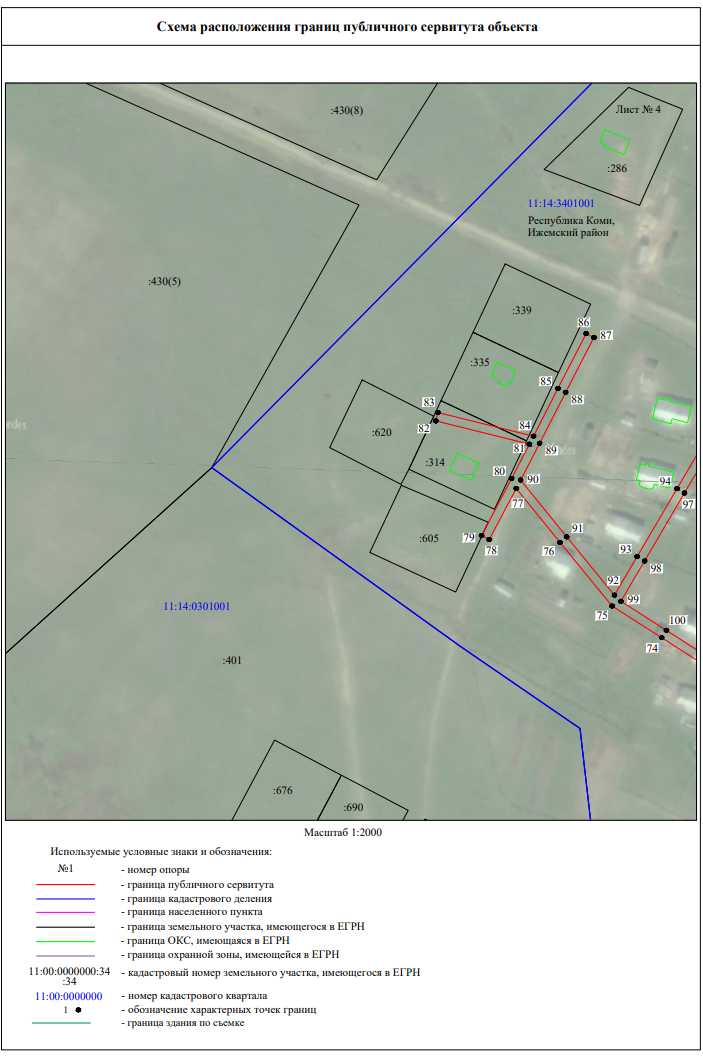 Схема расположения границ публичного сервитута объекта
:430(8)
Лист № 4
:286
11:14:3401001
Республика Коми,
Ижемский район
:430(5)
:339
86
87
:335
85
88
83
82
84
:620
81
89
:314
80
90
94
77
97
79
78
91
:605
76
93
98
92
99
75
11:14:0301001
100
74
:401
:676
:690
Масштаб 1:2000
Используемые условные знаки и обозначения:
№1 - номер опоры
- граница публичного сервитута
- граница кадастрового деления
- граница населенного пункта
- граница земельного участка, имеющегося в ЕГРН
- граница ОКС, имеющаяся в ЕГРН
- граница охранной зоны, имеющейся в ЕГРН
11:00:0000000:34 - кадастровый номер земельного участка, имеющегося в ЕГРН
:34
11:00:0000000 - номер кадастрового квартала
1 - обозначение характерных точек границ
- граница здания по съемке